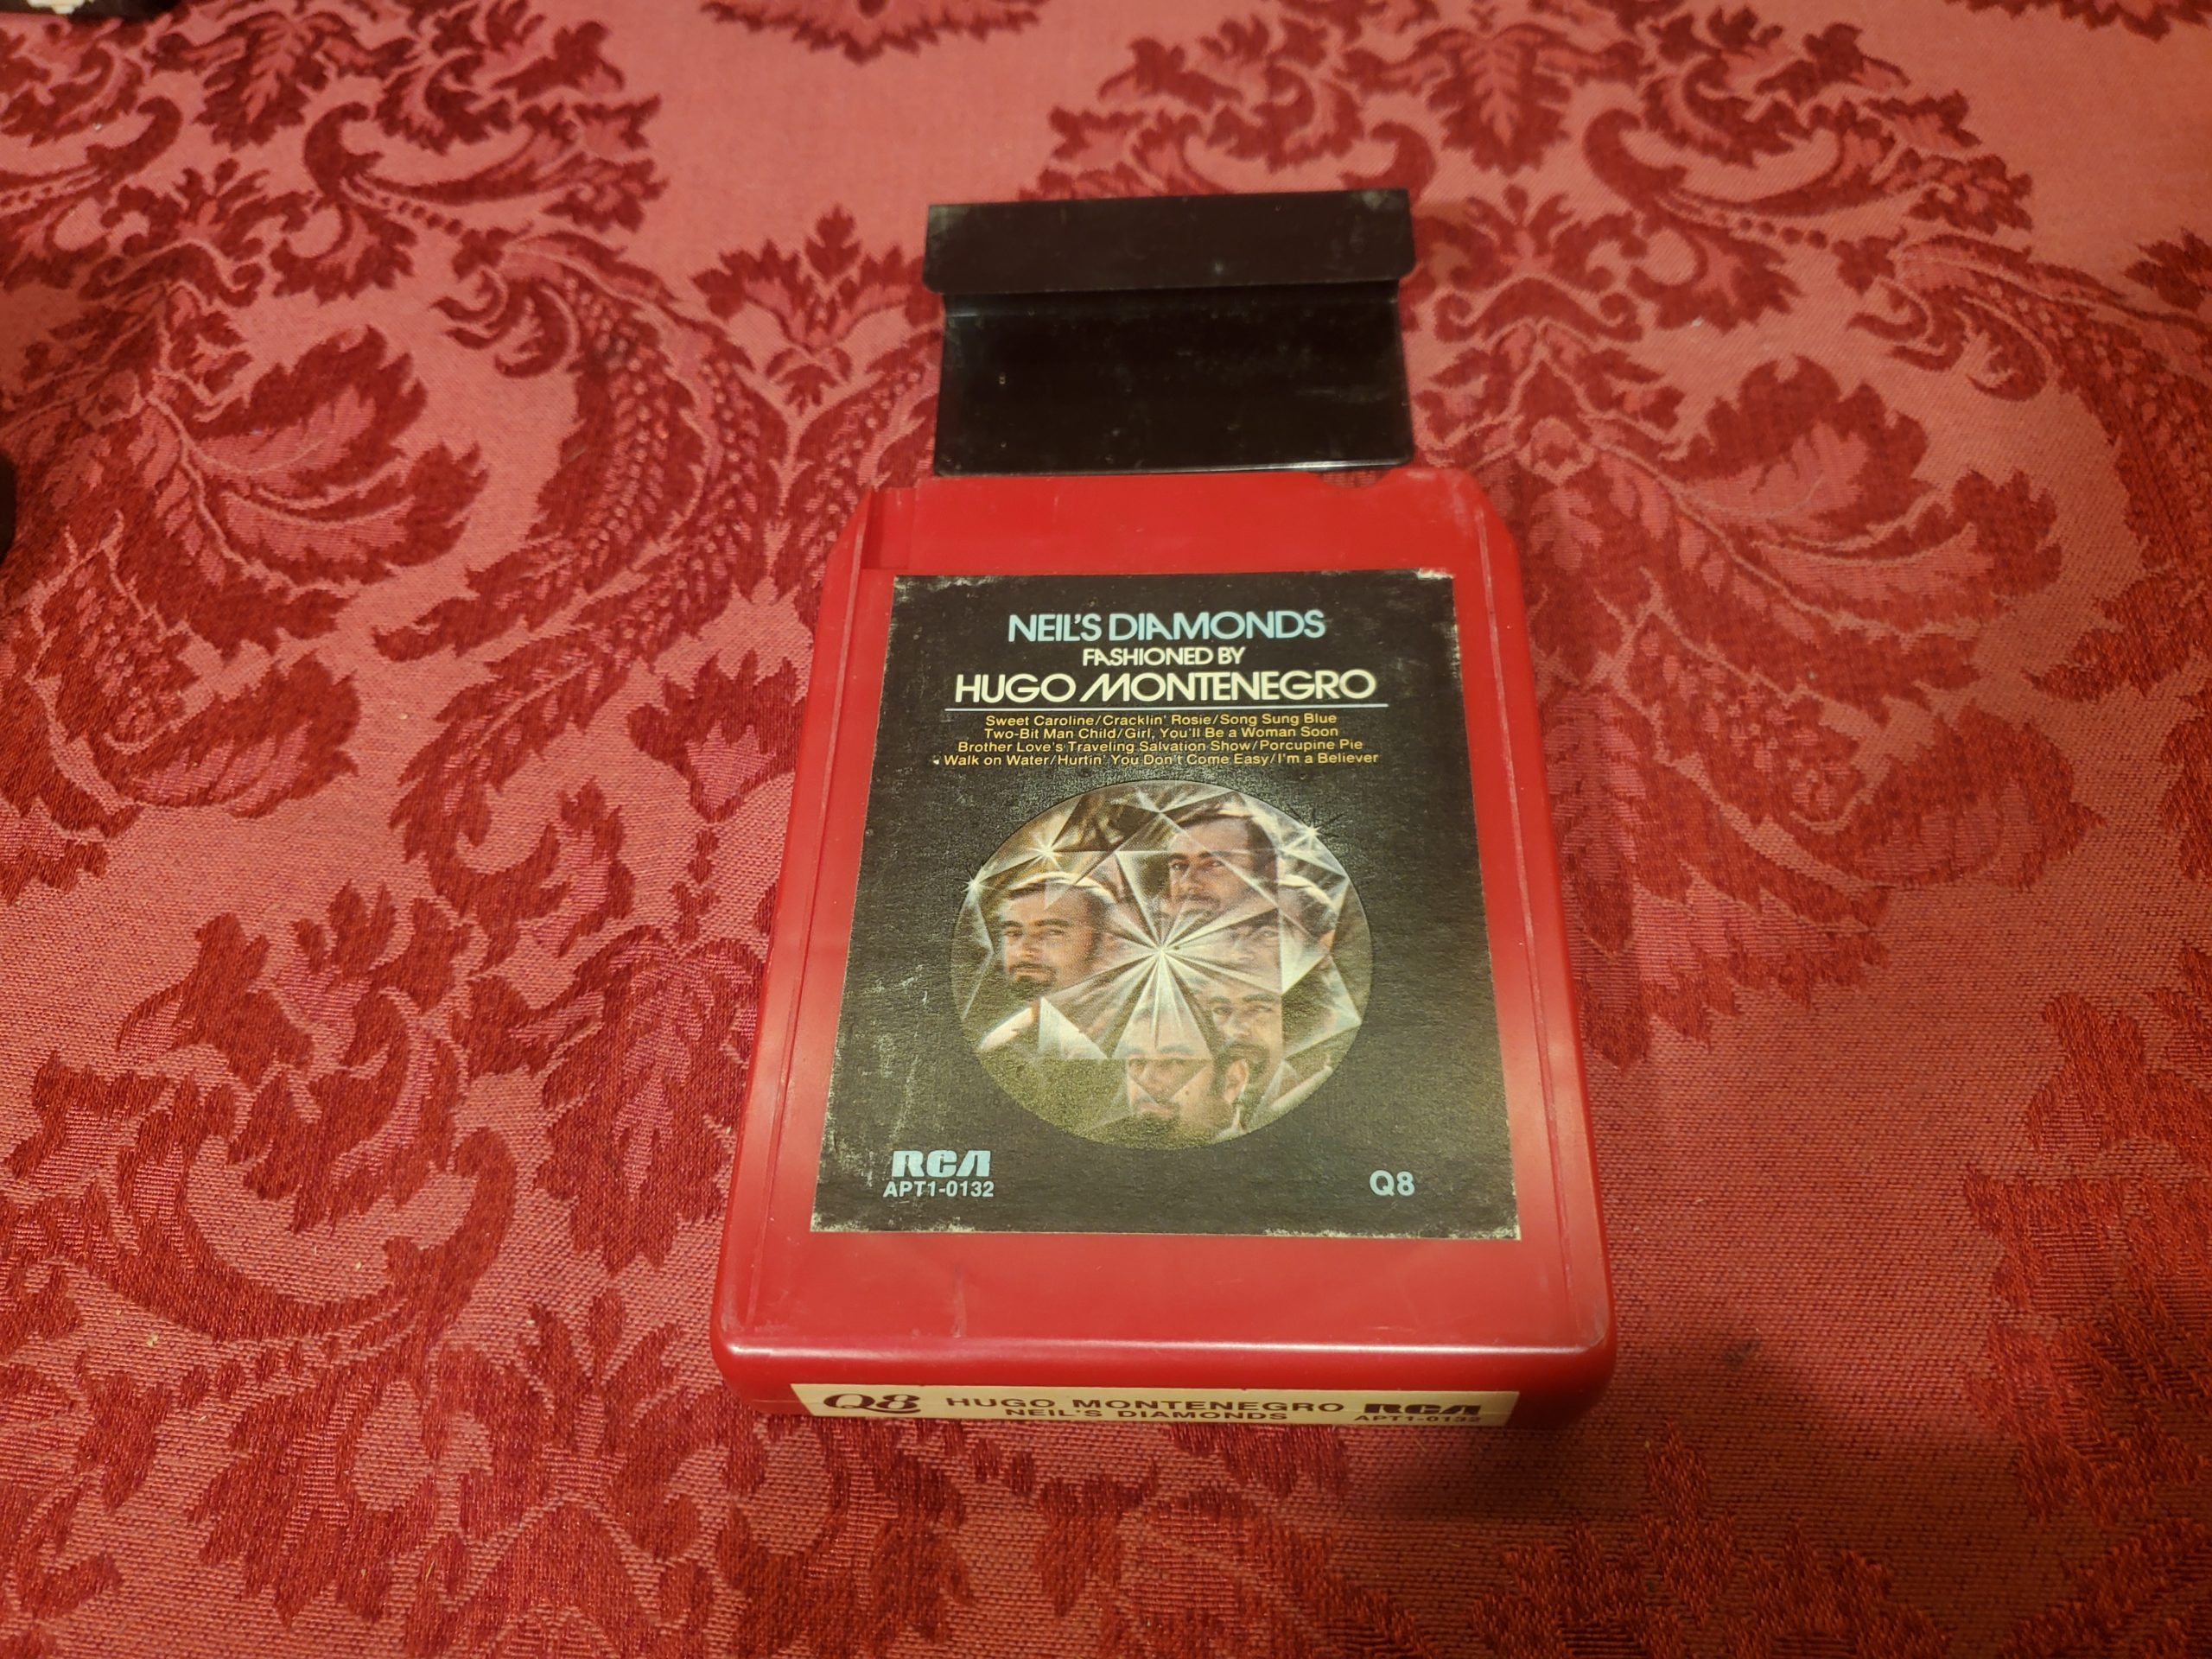 NEIL'S DIAMONDS
FASHIONED BY
HUGO MONTENEGRO
Sweet Caroline/Cracklin' Rosie/Song Sung Blue
Two-Bit Man Child/Girl, You'll Be a Woman Soon
Brother Love's Traveling Salvation Show/Porcupine Pie
Walk on Water/Hurtin' You Don't Come Easy/I'm a Believer
RCA
APT1-0132
Q8
Q8 HUGO MONTENEGRO RCA
NEIL'S DIAMONDS APT1-0132